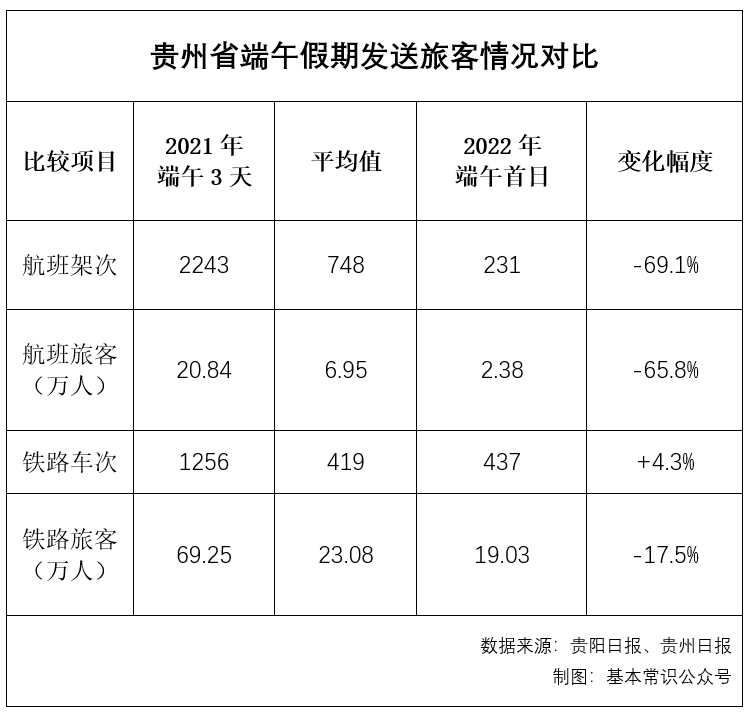 贵州省端午假期发送旅客情况对比
比较项目 2021 年 端午 3 天 平均值 2022 年 端午首日 变化幅度
航班架次 2243 748 231 -69.1%
航班旅客（万人） 20.84 6.95 2.38 -65.8%
铁路车次 1256 419 437 +4.3%
铁路旅客（万人） 69.25 23.08 19.03 -17.5%
数据来源：贵阳日报、贵州日报
制图：基本常识公众号